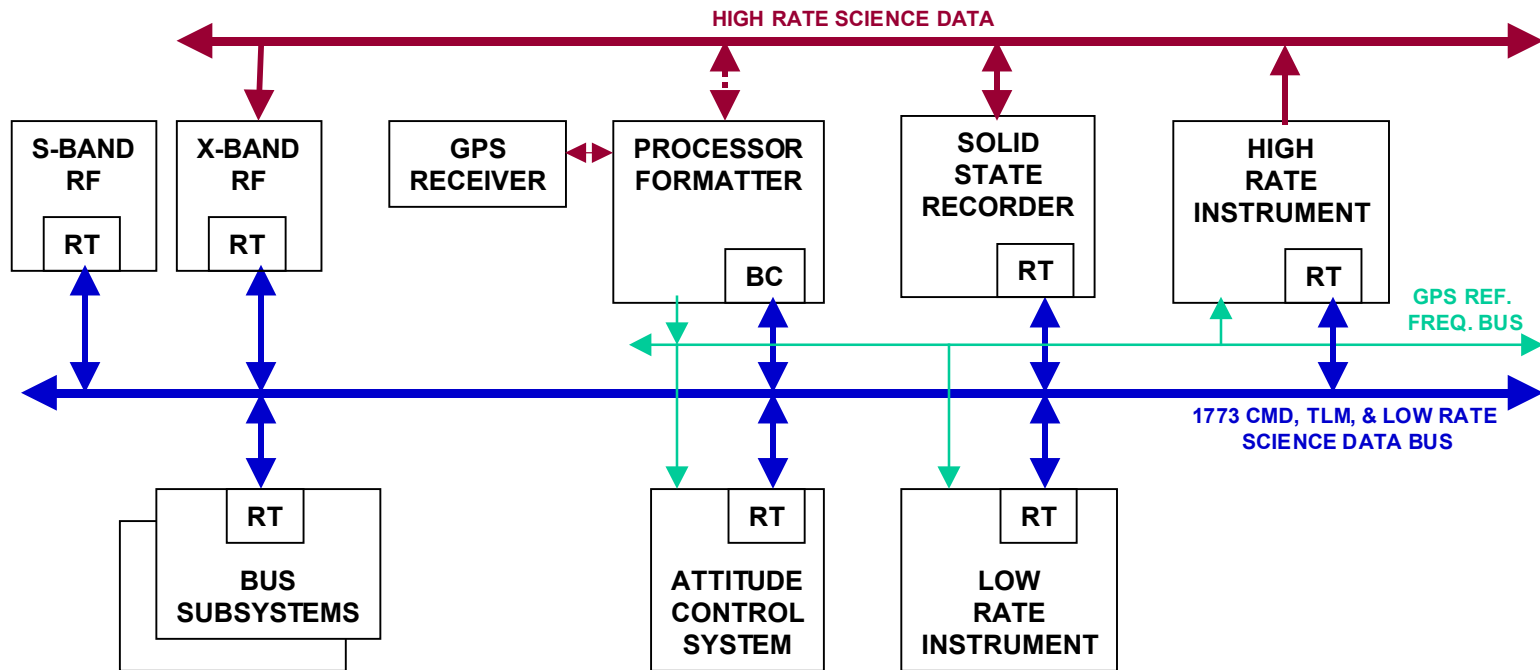 HIGH RATE SCIENCE DATA
S-BAND
RF
RT
X-BAND
RF
RT
GPS
RECEIVER
PROCESSOR
FORMATTER
BC
SOLID
STATE
RECORDER
RT
HIGH
RATE
INSTRUMENT
RT
GPS REF.
FREQ. BUS
1773 CMD, TLM, & LOW RATE
SCIENCE DATA BUS
RT
BUS
SUBSYSTEMS
RT
ATTITUDE
CONTROL
SYSTEM
RT
LOW
RATE
INSTRUMENT